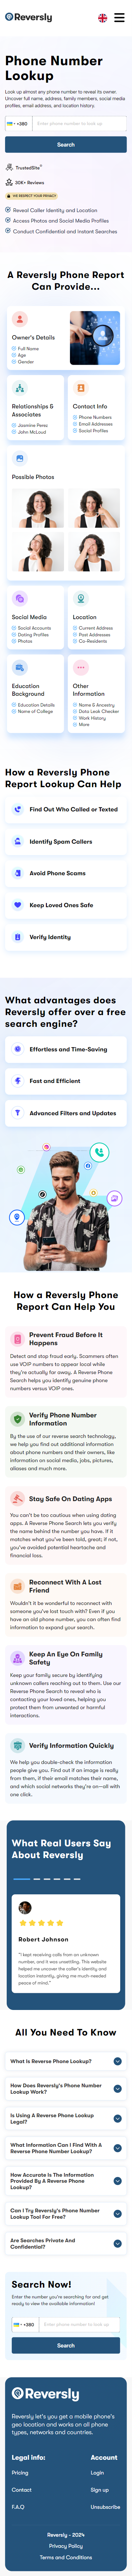 Reversly
Phone Number
Lookup
Look up almost any phone number to reveal its owner.
Uncover full name, address, family members, social media
profiles, email address, and location history.
+380
Enter phone number to look up
Search
TrustedSite®
30K+ Reviews
WE RESPECT YOUR PRIVACY
Reveal Caller Identity and Location
Access Photos and Social Media Profiles
Conduct Confidential and Instant Searches
A Reversly Phone Report
Can Provide...
Owner's Details
Full Name
Age
Gender
Relationships &
Associates
Jasmine Perez
John McLoud
Contact Info
Phone Numbers
Email Addresses
Social Profiles
Possible Photos
Social Media
Social Accounts
Dating Profiles
Photos
Location
Current Address
Past Addresses
Co-Residents
Education
Background
Education Details
Name of College
Other
Information
Name & Ancestry
Data Leak Checker
Work History
More
How a Reversly Phone
Report Lookup Can Help
Find Out Who Called or Texted
Identify Spam Callers
Avoid Phone Scams
Keep Loved Ones Safe
Verify Identity
What advantages does
Reversly offer over a free
search engine?
Effortless and Time-Saving
Fast and Efficient
Advanced Filters and Updates
How a Reversly Phone
Report Can Help You
Prevent Fraud Before It
Happens
Detect and stop fraud early. Scammers often
use VOIP numbers to appear local while
they're actually far away. A Reverse Phone
Search helps you identify genuine phone
numbers versus VOIP ones.
Verify Phone Number
Information
By the use of our reverse search technology,
we help you find out additional information
about phone numbers and their owners, like
information on social media, jobs, pictures,
aliases and much more.
Stay Safe On Dating Apps
You can't be too cautious when using dating
apps. A Reverse Phone Search lets you verify
the name behind the number you have. If it
matches what you've been told, great; if not,
you've avoided potential heartache and
financial loss.
Reconnect With A Lost
Friend
Wouldn't it be wonderful to reconnect with
someone you've lost touch with? Even if you
have an old phone number, you can often find
information to expand your search.
Keep An Eye On Family
Safety
Keep your family secure by identifying
unknown callers reaching out to them. Use our
Reverse Phone Search to reveal who is
contacting your loved ones, helping you
protect them from unwanted or harmful
interactions.
Verify Information Quickly
We help you double-check the information
people give you. Find out if an image is really
from them, if their email matches their name,
and which social networks they're on—all with
one click.
What Real Users Say
About Reversly
Robert Johnson
"I kept receiving calls from an unknown
number, and it was unsettling. This website
helped me uncover the caller's identity and
location instantly, giving me much-needed
peace of mind."
All You Need To Know
What Is Reverse Phone Lookup?
How Does Reversly's Phone Number
Lookup Work?
Is Using A Reverse Phone Lookup
Legal?
What Information Can I Find With A
Reverse Phone Number Lookup?
How Accurate Is The Information
Provided By A Reverse Phone
Lookup?
Can I Try Reversly's Phone Number
Lookup Tool For Free?
Are Searches Private And
Confidential?
Search Now!
Enter the number you're searching for and get
ready to view the available information!
+380
Enter phone number to look up
Search
Reversly
Reversly let's you get a mobile phone's
geo location and works on all phone
types, networks and countries.
Legal Info:
Account
Pricing
Login
Contact
Sign up
F.A.Q
Unsubscribe
Reversly - 2024
Privacy Policy
Terms and Conditions